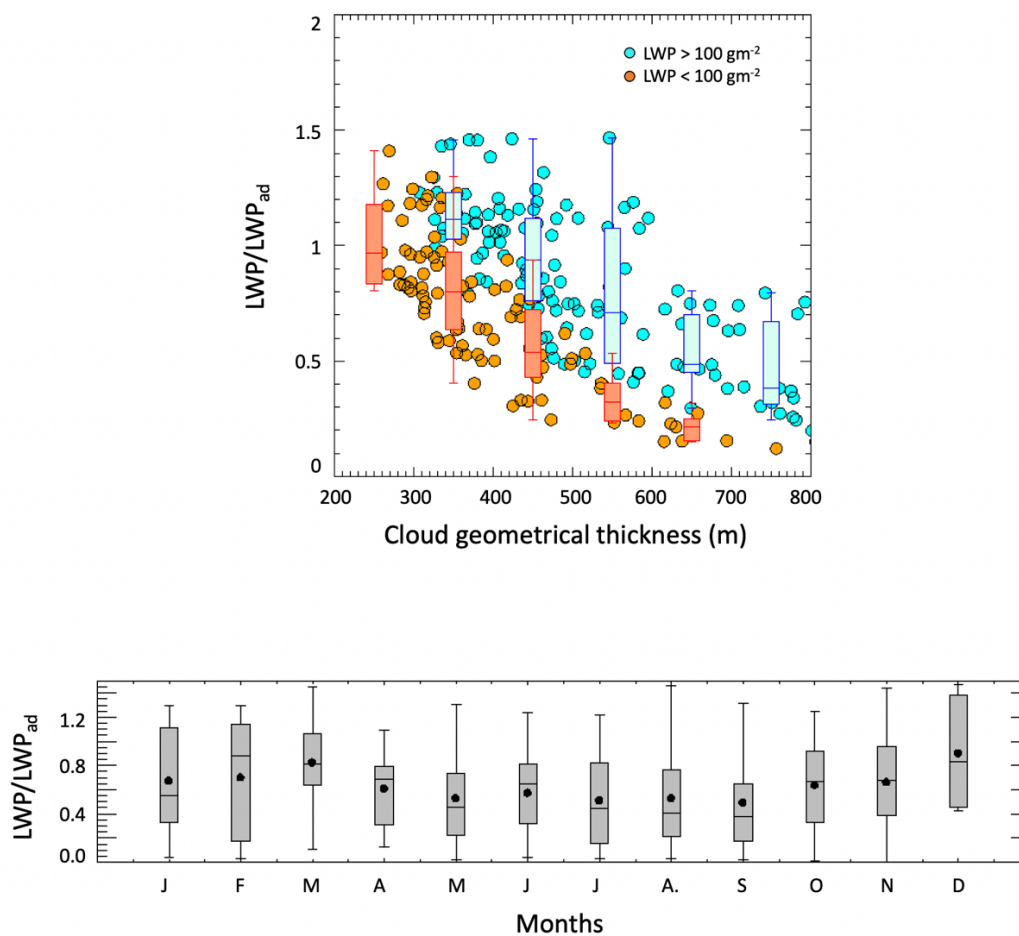 2
LWP > 100 gm-2
LWP < 100 gm-2
1.5
1
0.5
0
LWP/LWPad
200 300 400 500 600 700 800
Cloud geometrical thickness (m)
1.2
0.8
0.4
0.0
LWP/LWPad
J F M A M J J A. S O N D
Months